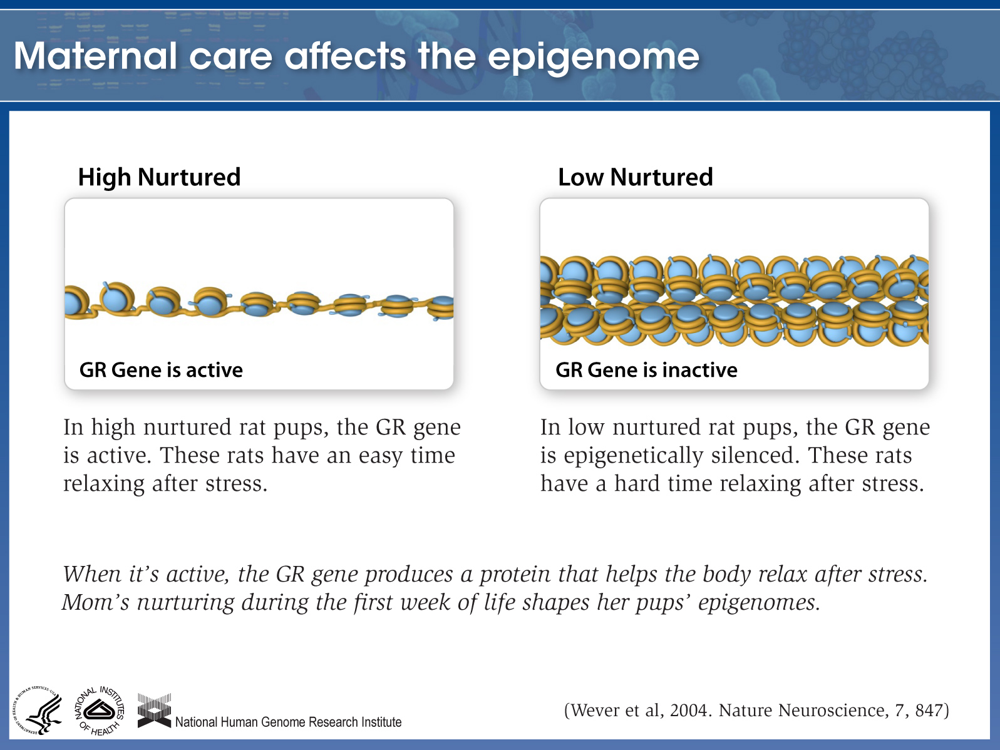 Maternal care affects the epigenome
High Nurtured
GR Gene is active
In high nurtured rat pups, the GR gene
is active. These rats have an easy time
relaxing after stress.
Low Nurtured
GR Gene is inactive
In low nurtured rat pups, the GR gene
is epigenetically silenced. These rats
have a hard time relaxing after stress.
When it's active, the GR gene produces a protein that helps the body relax after stress.
Mom's nurturing during the first week of life shapes her pups' epigenomes.
DEPARTMENT OF HEALTH & HUMAN SERVICES·USA
NATIONAL INSTITUTES
OF HEALTH
National Human Genome Research Institute
(Wever et al, 2004. Nature Neuroscience, 7, 847)